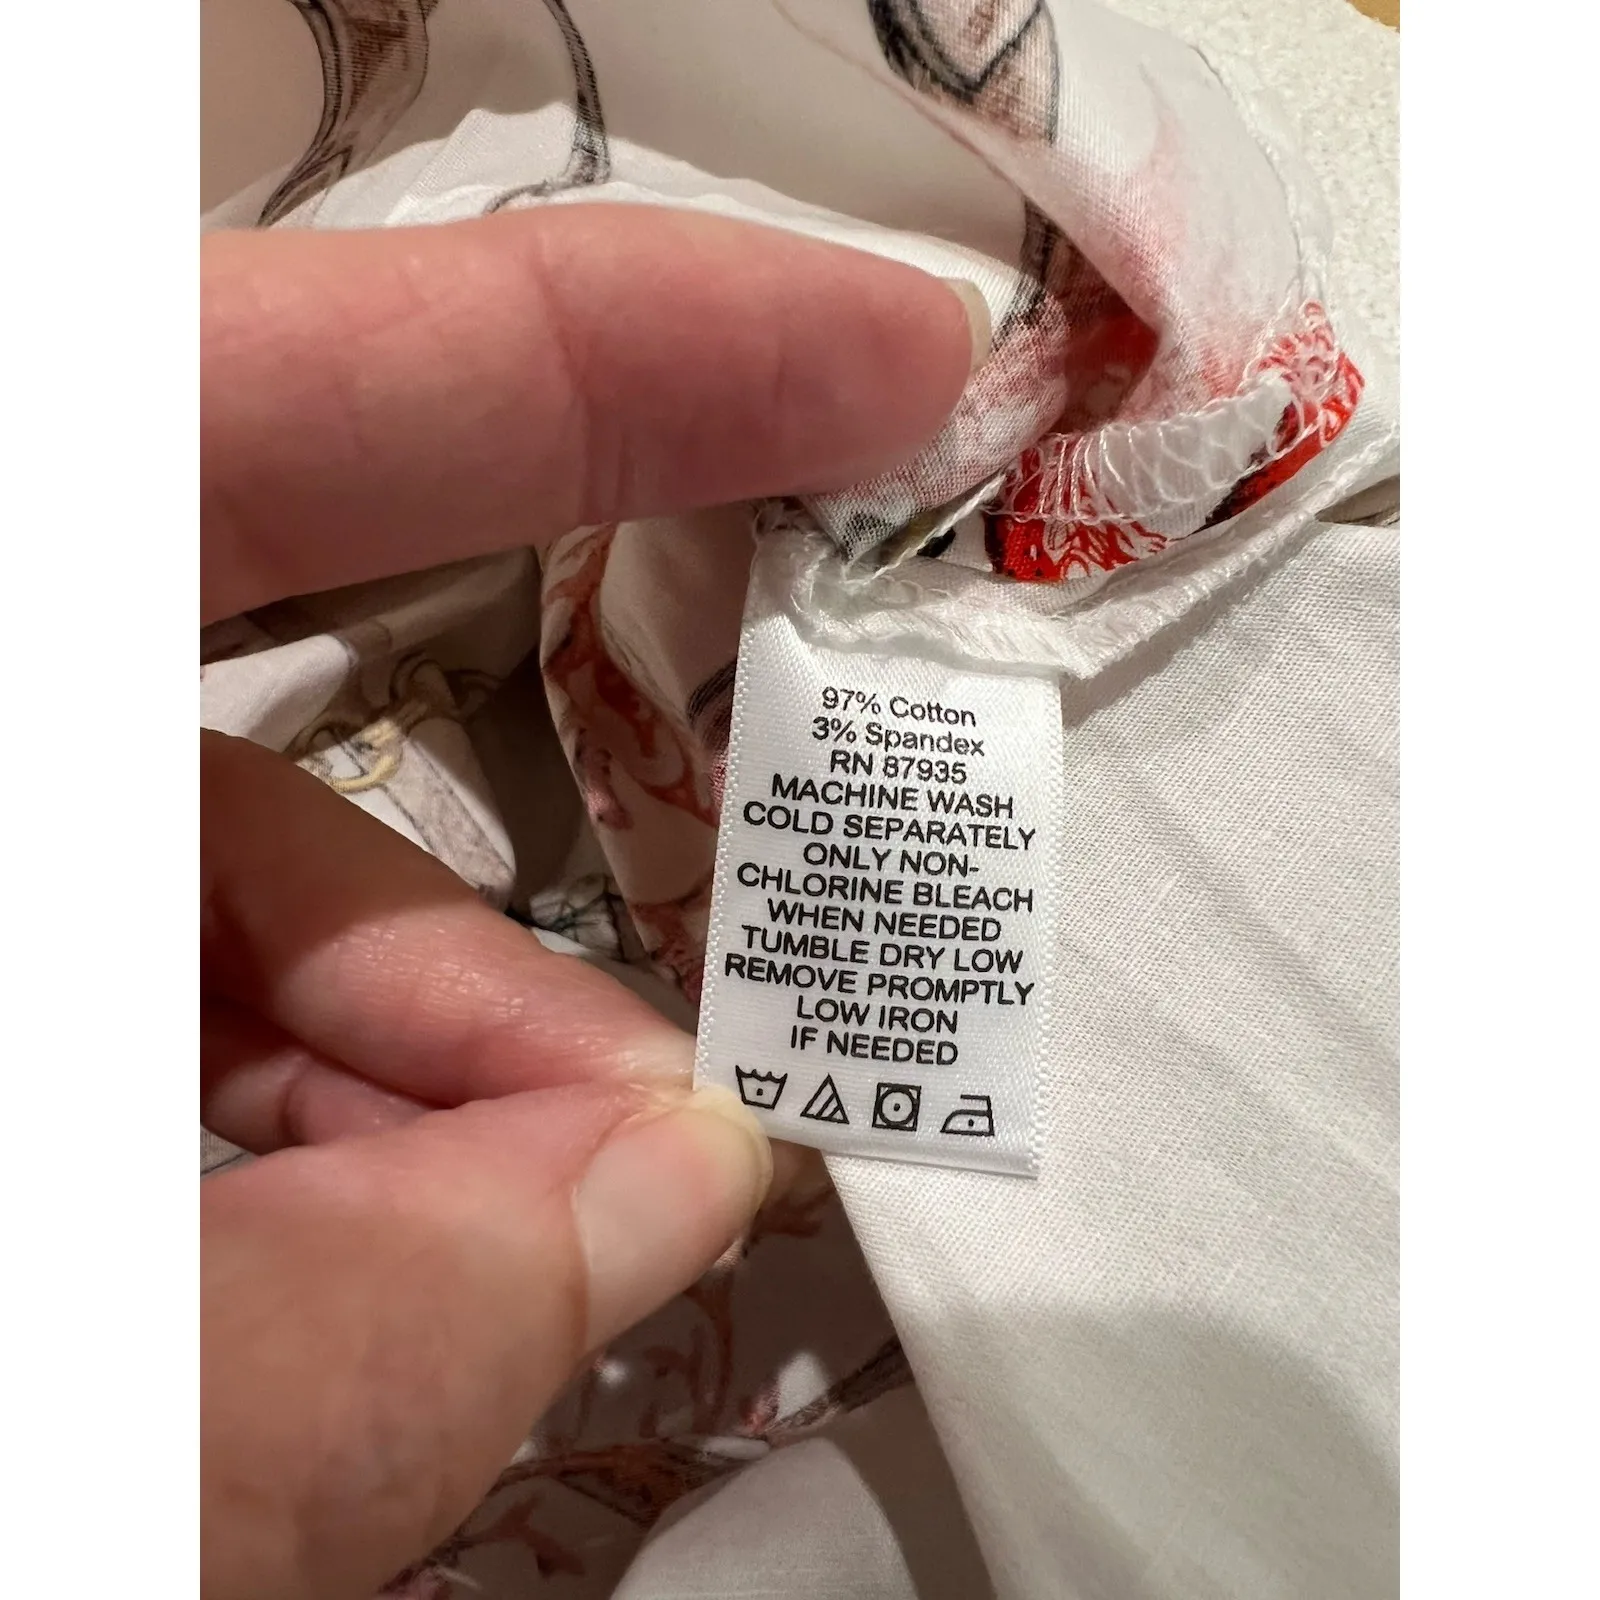 97% Cotton
3% Spandex
RN 87935
MACHINE WASH
COLD SEPARATELY
ONLY NON-
CHLORINE BLEACH
WHEN NEEDED
TUMBLE DRY LOW
REMOVE PROMPTLY
LOW IRON
IF NEEDED